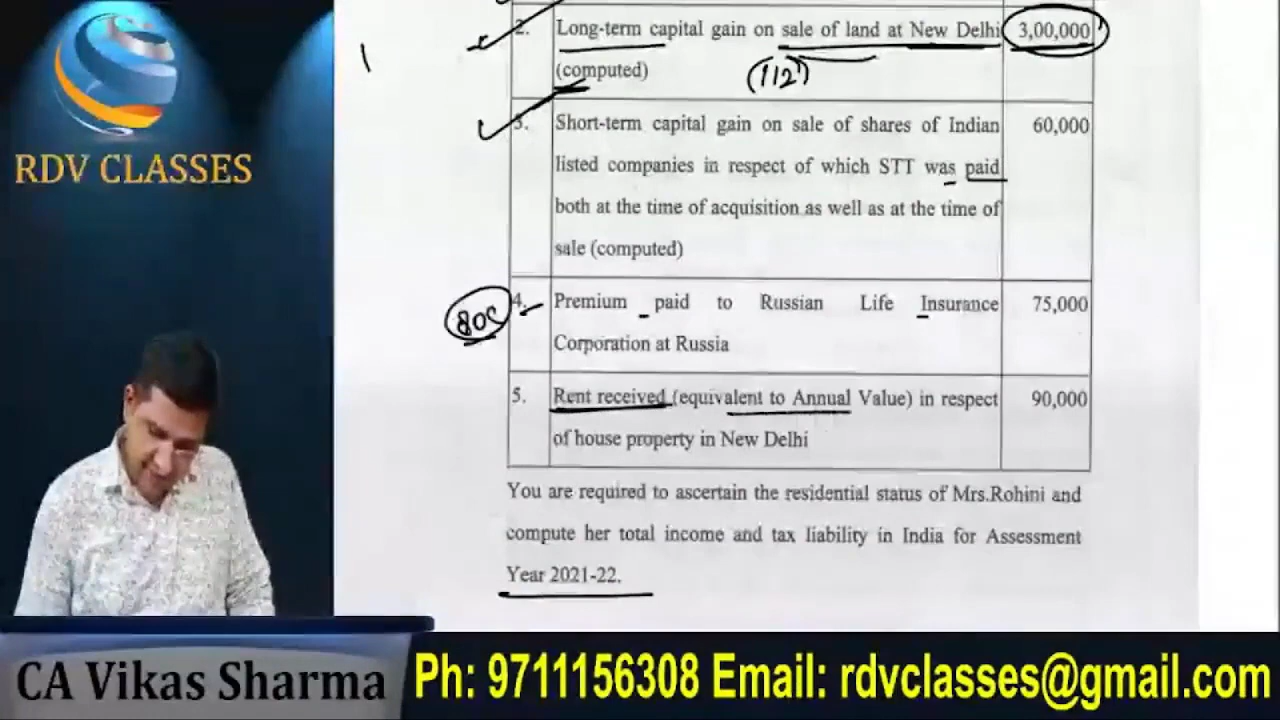 2. Long-term capital gain on sale of land at New Delhi 3,00,000
(computed) (112)
3. Short-term capital gain on sale of shares of Indian 60,000
listed companies in respect of which STT was paid
both at the time of acquisition as well as at the time of
sale (computed)
80C 4. Premium paid to Russian Life Insurance 75,000
Corporation at Russia
5. Rent received (equivalent to Annual Value) in respect 90,000
of house property in New Delhi
You are required to ascertain the residential status of Mrs.Rohini and
compute her total income and tax liability in India for Assessment
Year 2021-22.
RDV CLASSES
CA Vikas Sharma
Ph: 9711156308 Email: rdvclasses@gmail.com